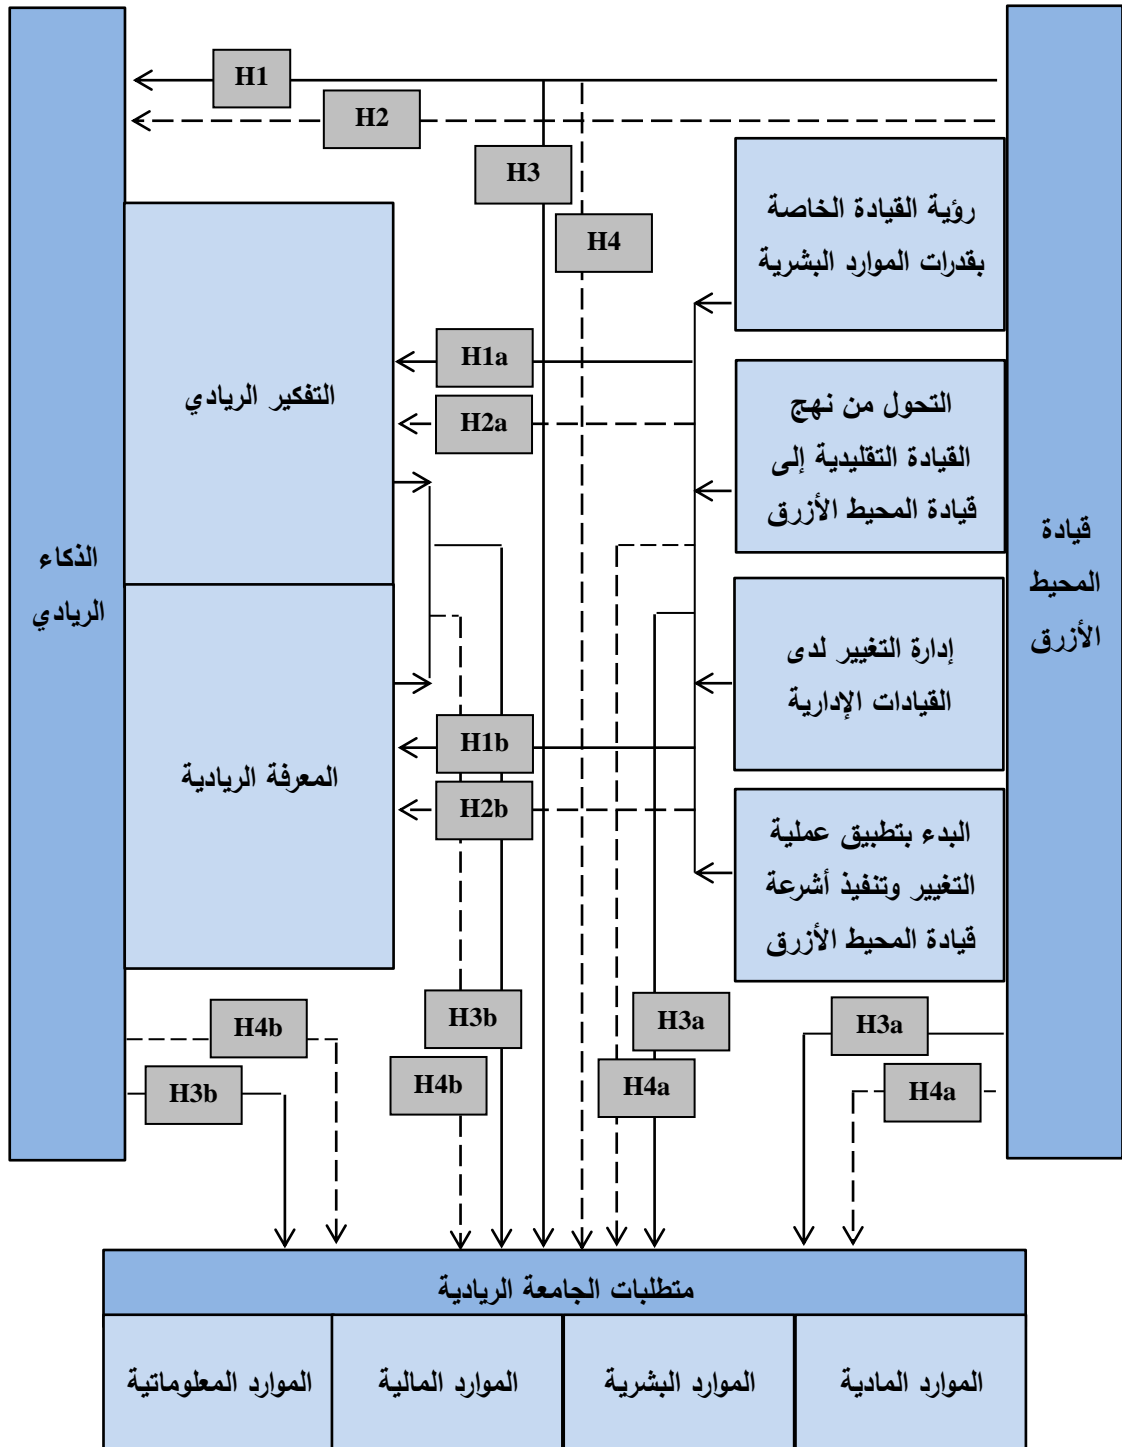 H1
H2
H3
H4
رؤية القيادة الخاصة
بقدرات الموارد البشرية
H1a
H2a
التفكير الريادي
التحول من نهج
القيادة التقليدية إلى
قيادة المحيط الأزرق
قيادة
المحيط
الأزرق
الذكاء
الريادي
إدارة التغيير لدى
القيادات الإدارية
H1b
H2b
المعرفة الريادية
البدء بتطبيق عملية
التغيير وتنفيذ أشرعة
قيادة المحيط الأزرق
H3a
H3a
H3b
H4b
H4a
H4a
H4b
H3b
متطلبات الجامعة الريادية
الموارد المادية
الموارد البشرية
الموارد المالية
الموارد المعلوماتية